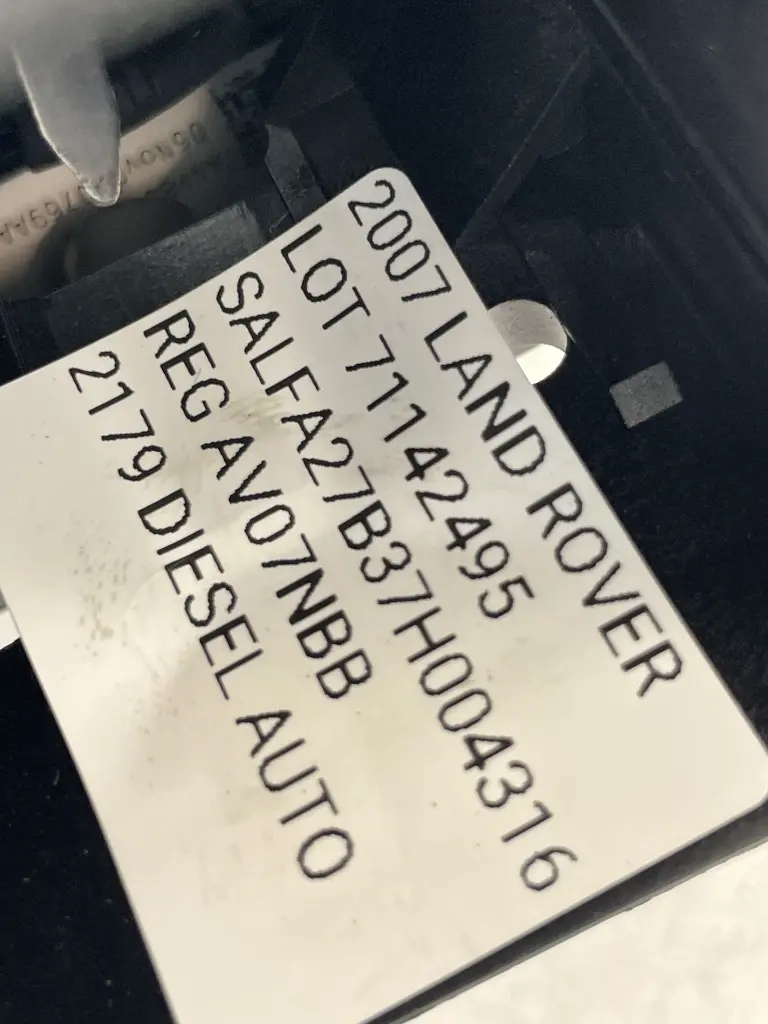 2007 LAND ROVER
LOT 71142495
SALFA27B37H004316
REG AV07NBB
2179 DIESEL AUTO